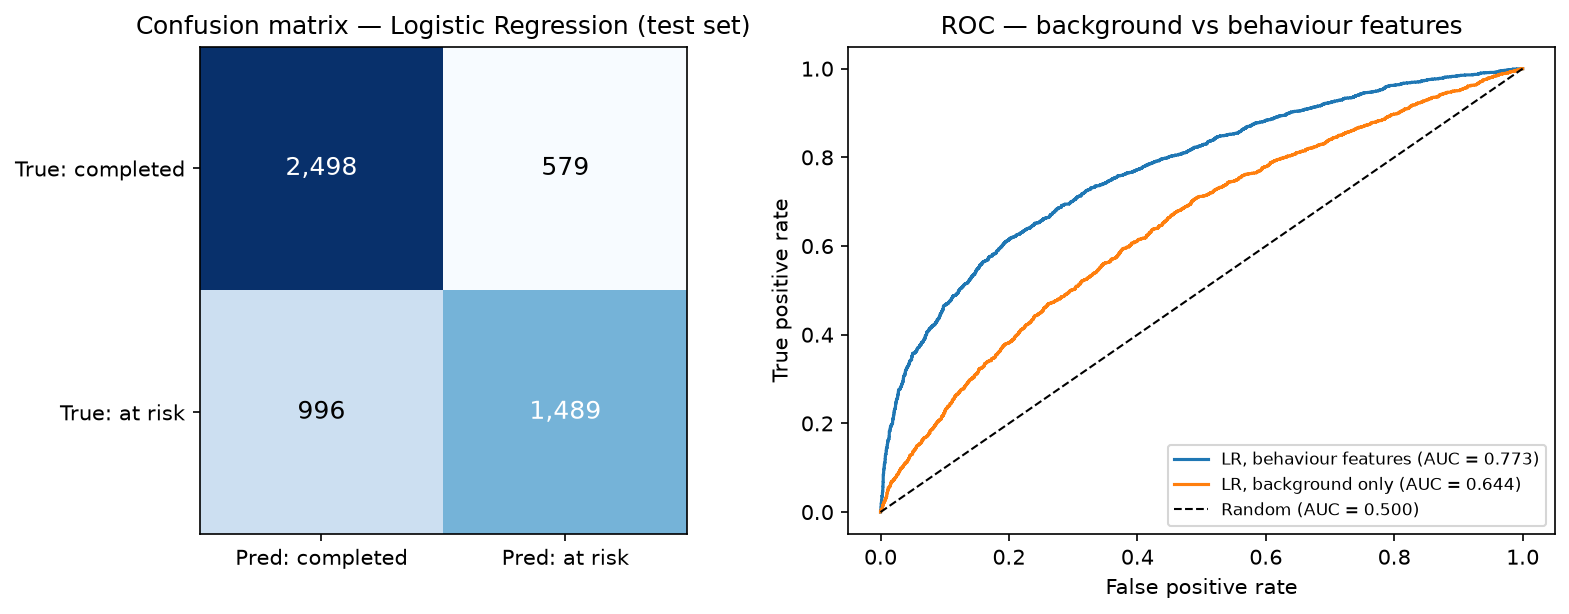 Confusion matrix — Logistic Regression (test set)
True: completed
2,498
579
True: at risk
996
1,489
Pred: completed
Pred: at risk
ROC — background vs behaviour features
True positive rate
1.0
0.8
0.6
0.4
0.2
0.0
LR, behaviour features (AUC = 0.773)
LR, background only (AUC = 0.644)
Random (AUC = 0.500)
0.0
0.2
0.4
0.6
0.8
1.0
False positive rate